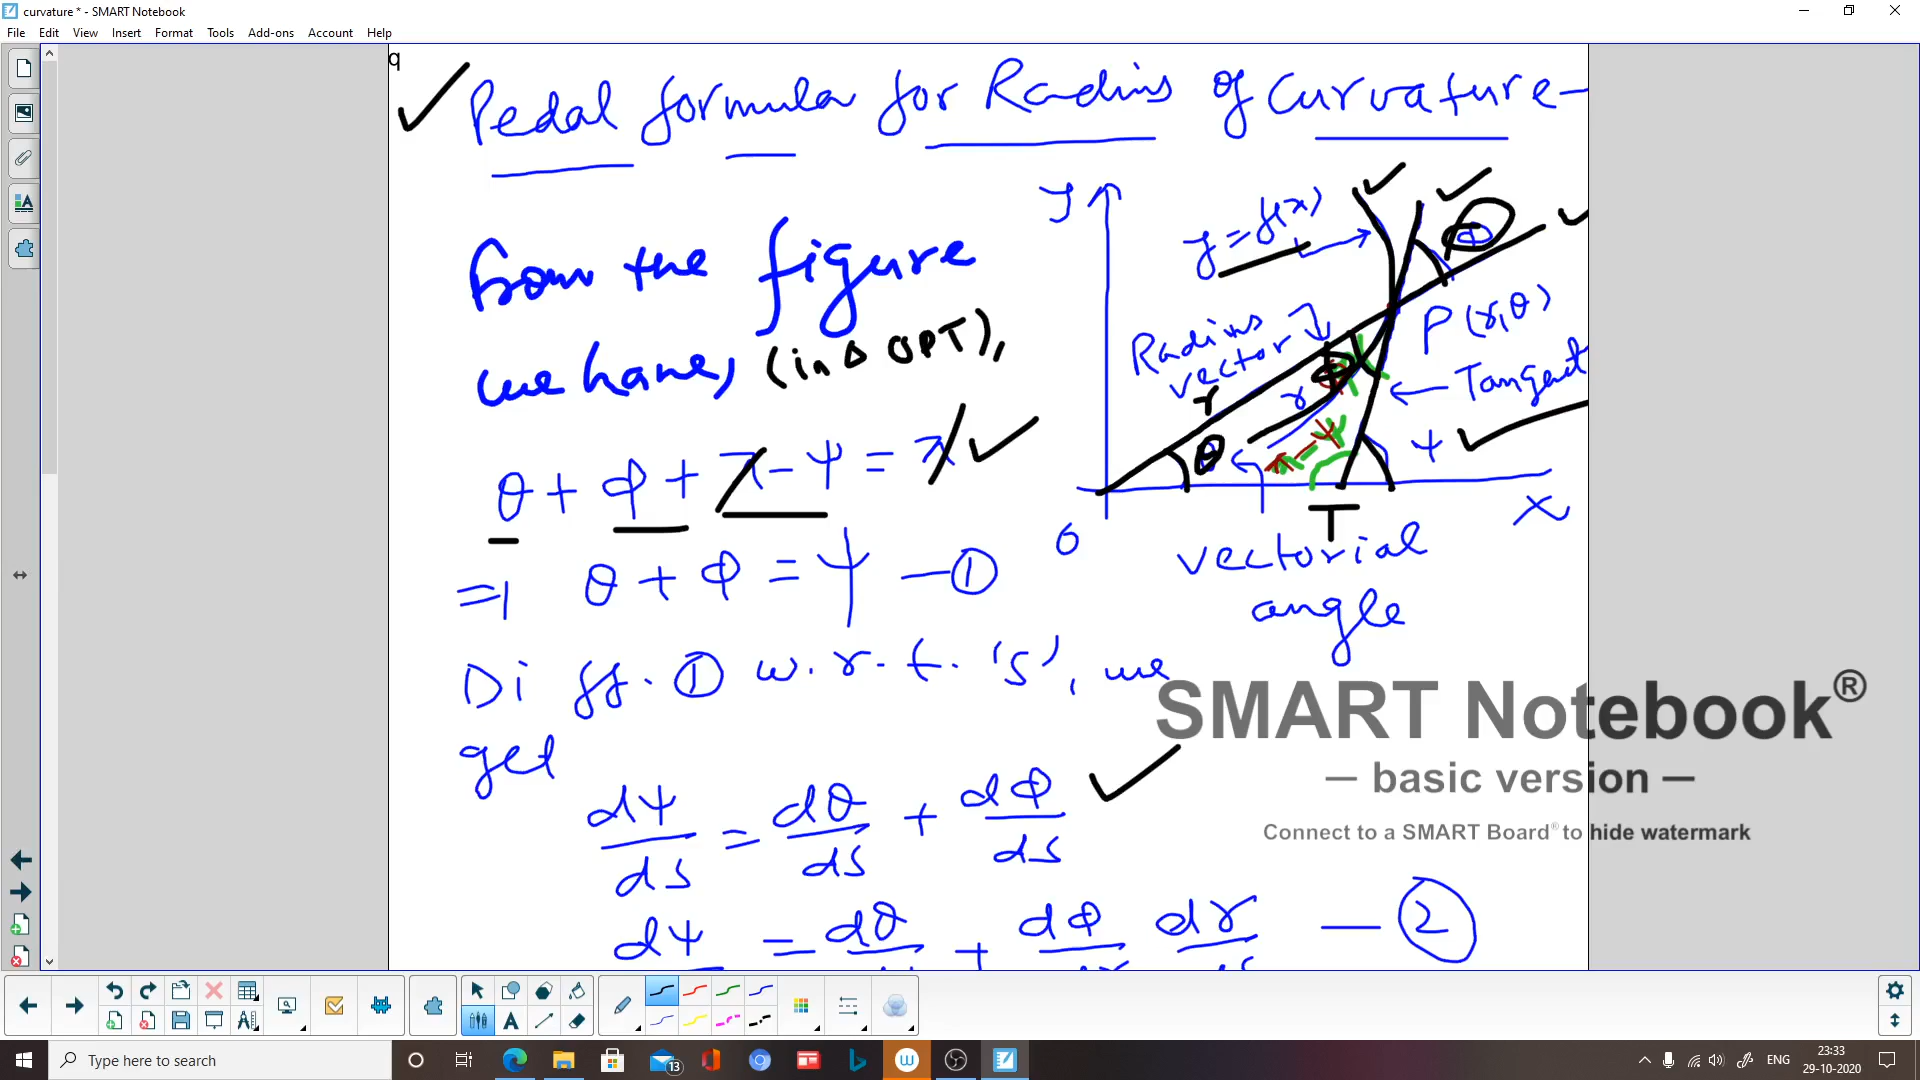 curvature * - SMART Notebook
File Edit View Insert Format Tools Add-ons Account Help
q
Pedal formula for Radius of Curvature-
y
y = f(x)
Φ
P(r,θ)
Radius
vector
r
r
Φ
Tangent
θ
π-ψ
ψ
T
O
X
vectorial
angle
from the figure
we have, (in Δ OPT),
θ + φ + π - ψ = π
=> θ + φ = ψ — ①
Diff. ① w.r.t. 's', we
get
dψ/ds = dθ/ds + dφ/ds
dψ = dθ + dφ dr/ds — ②
SMART Notebook®
— basic version —
Connect to a SMART Board® to hide watermark
A
Type here to search
13
W
ENG
23:33
29-10-2020